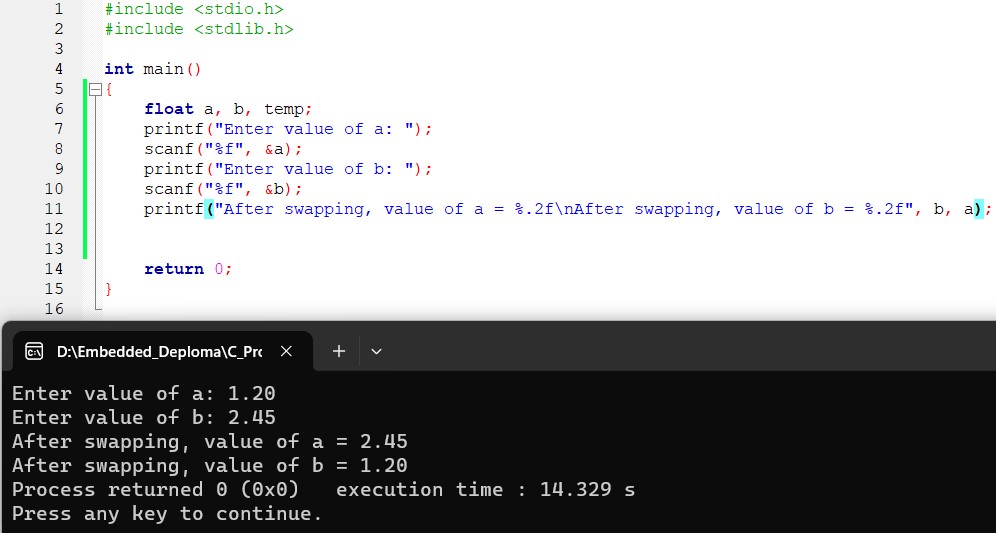 1 #include <stdio.h>
2 #include <stdlib.h>
3
4 int main()
5 {
6 float a, b, temp;
7 printf("Enter value of a: ");
8 scanf("%f", &a);
9 printf("Enter value of b: ");
10 scanf("%f", &b);
11 printf("After swapping, value of a = %.2f\nAfter swapping, value of b = %.2f", b, a);
12
13
14 return 0;
15 }
16
D:\Embedded_Deploma\C_Prc
Enter value of a: 1.20
Enter value of b: 2.45
After swapping, value of a = 2.45
After swapping, value of b = 1.20
Process returned 0 (0x0)   execution time : 14.329 s
Press any key to continue.